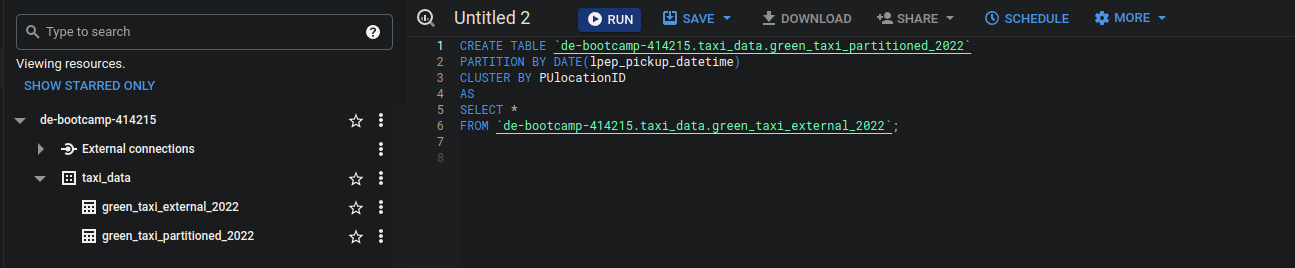 Type to search
?
Viewing resources.
SHOW STARRED ONLY
de-bootcamp-414215
External connections
taxi_data
green_taxi_external_2022
green_taxi_partitioned_2022
Untitled 2
RUN
SAVE
DOWNLOAD
SHARE
SCHEDULE
MORE
1 CREATE TABLE `de-bootcamp-414215.taxi_data.green_taxi_partitioned_2022`
2 PARTITION BY DATE(lpep_pickup_datetime)
3 CLUSTER BY PUlocationID
4 AS
5 SELECT *
6 FROM `de-bootcamp-414215.taxi_data.green_taxi_external_2022`;
7
8